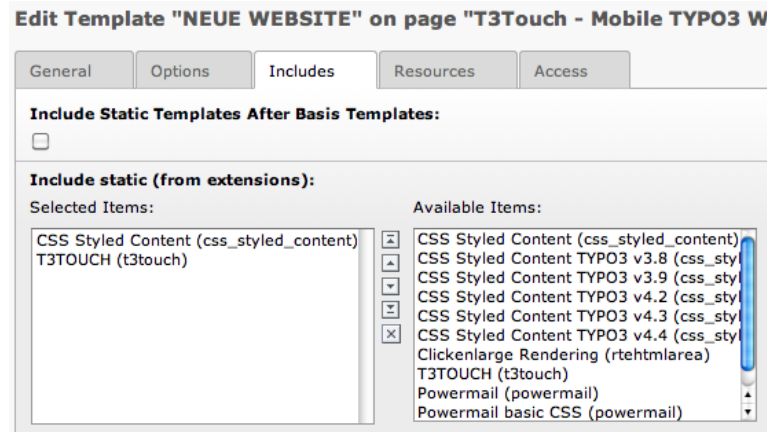 Edit Template "NEUE WEBSITE" on page "T3Touch - Mobile TYPO3 W
General Options Includes Resources Access
Include Static Templates After Basis Templates:
Include static (from extensions):
Selected Items:
CSS Styled Content (css_styled_content)
T3TOUCH (t3touch)
Available Items:
CSS Styled Content (css_styled_content)
CSS Styled Content TYPO3 v3.8 (css_styl
CSS Styled Content TYPO3 v3.9 (css_styl
CSS Styled Content TYPO3 v4.2 (css_styl
CSS Styled Content TYPO3 v4.3 (css_styl
CSS Styled Content TYPO3 v4.4 (css_styl
Clickenlarge Rendering (rtehtmlarea)
T3TOUCH (t3touch)
Powermail (powermail)
Powermail basic CSS (powermail)